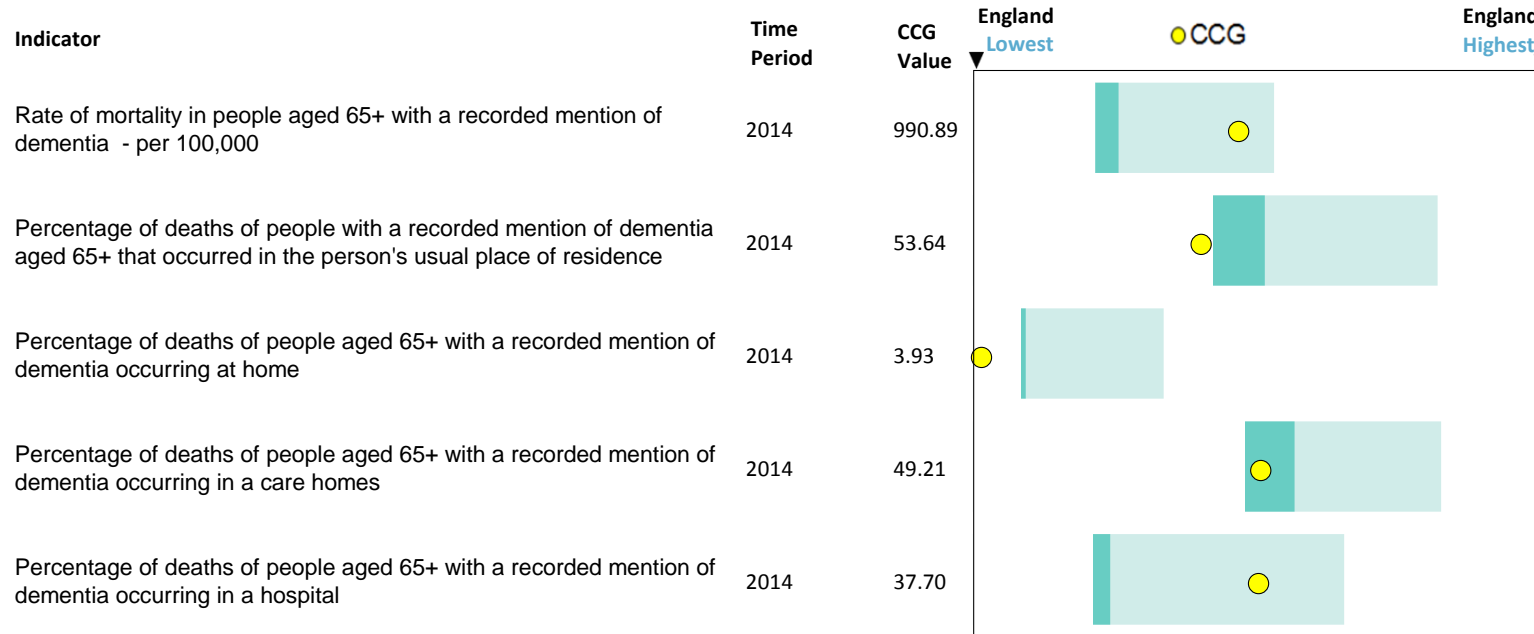 Indicator
Time
Period
CCG
Value
England
Lowest
CCG
England
Highest
Rate of mortality in people aged 65+ with a recorded mention of
dementia - per 100,000
2014
990.89
Percentage of deaths of people with a recorded mention of dementia
aged 65+ that occurred in the person's usual place of residence
2014
53.64
Percentage of deaths of people aged 65+ with a recorded mention of
dementia occurring at home
2014
3.93
Percentage of deaths of people aged 65+ with a recorded mention of
dementia occurring in a care homes
2014
49.21
Percentage of deaths of people aged 65+ with a recorded mention of
dementia occurring in a hospital
2014
37.70